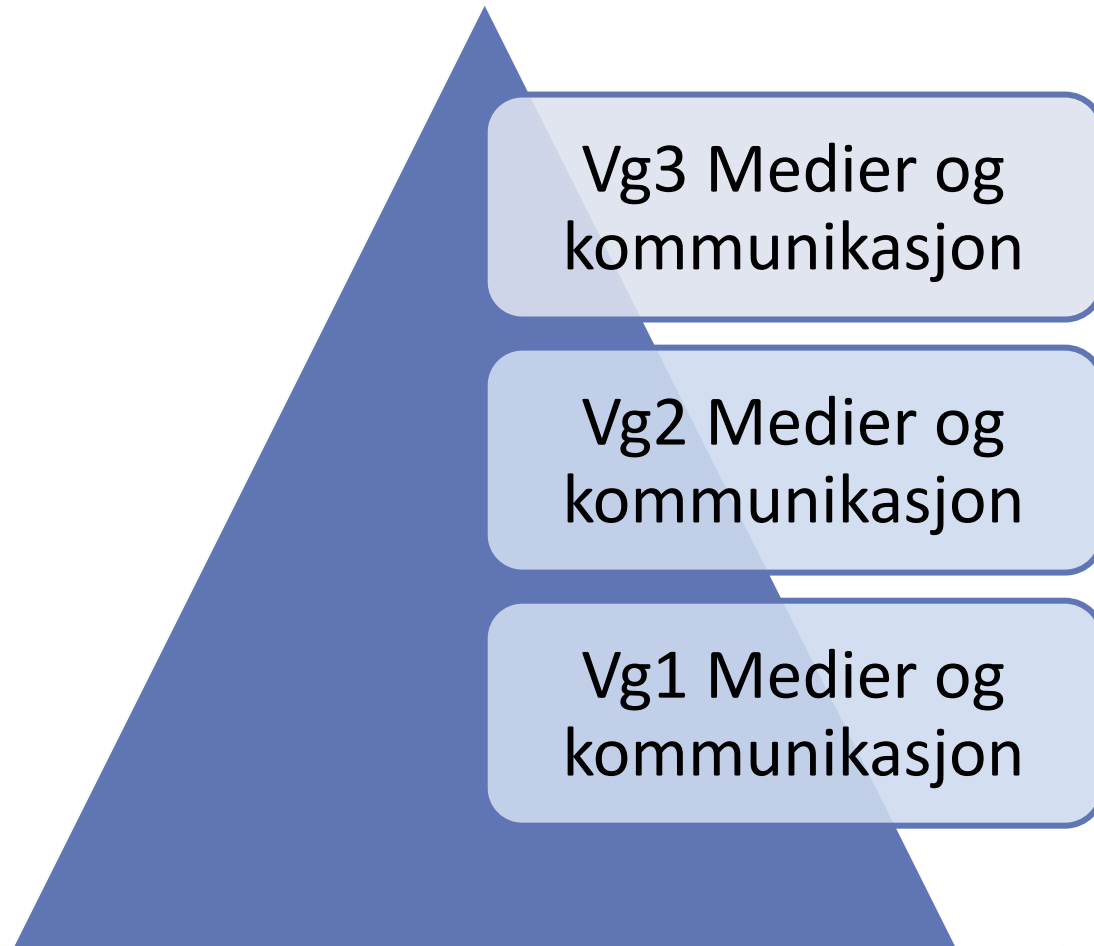 Vg3 Medier og
kommunikasjon
Vg2 Medier og
kommunikasjon
Vg1 Medier og
kommunikasjon